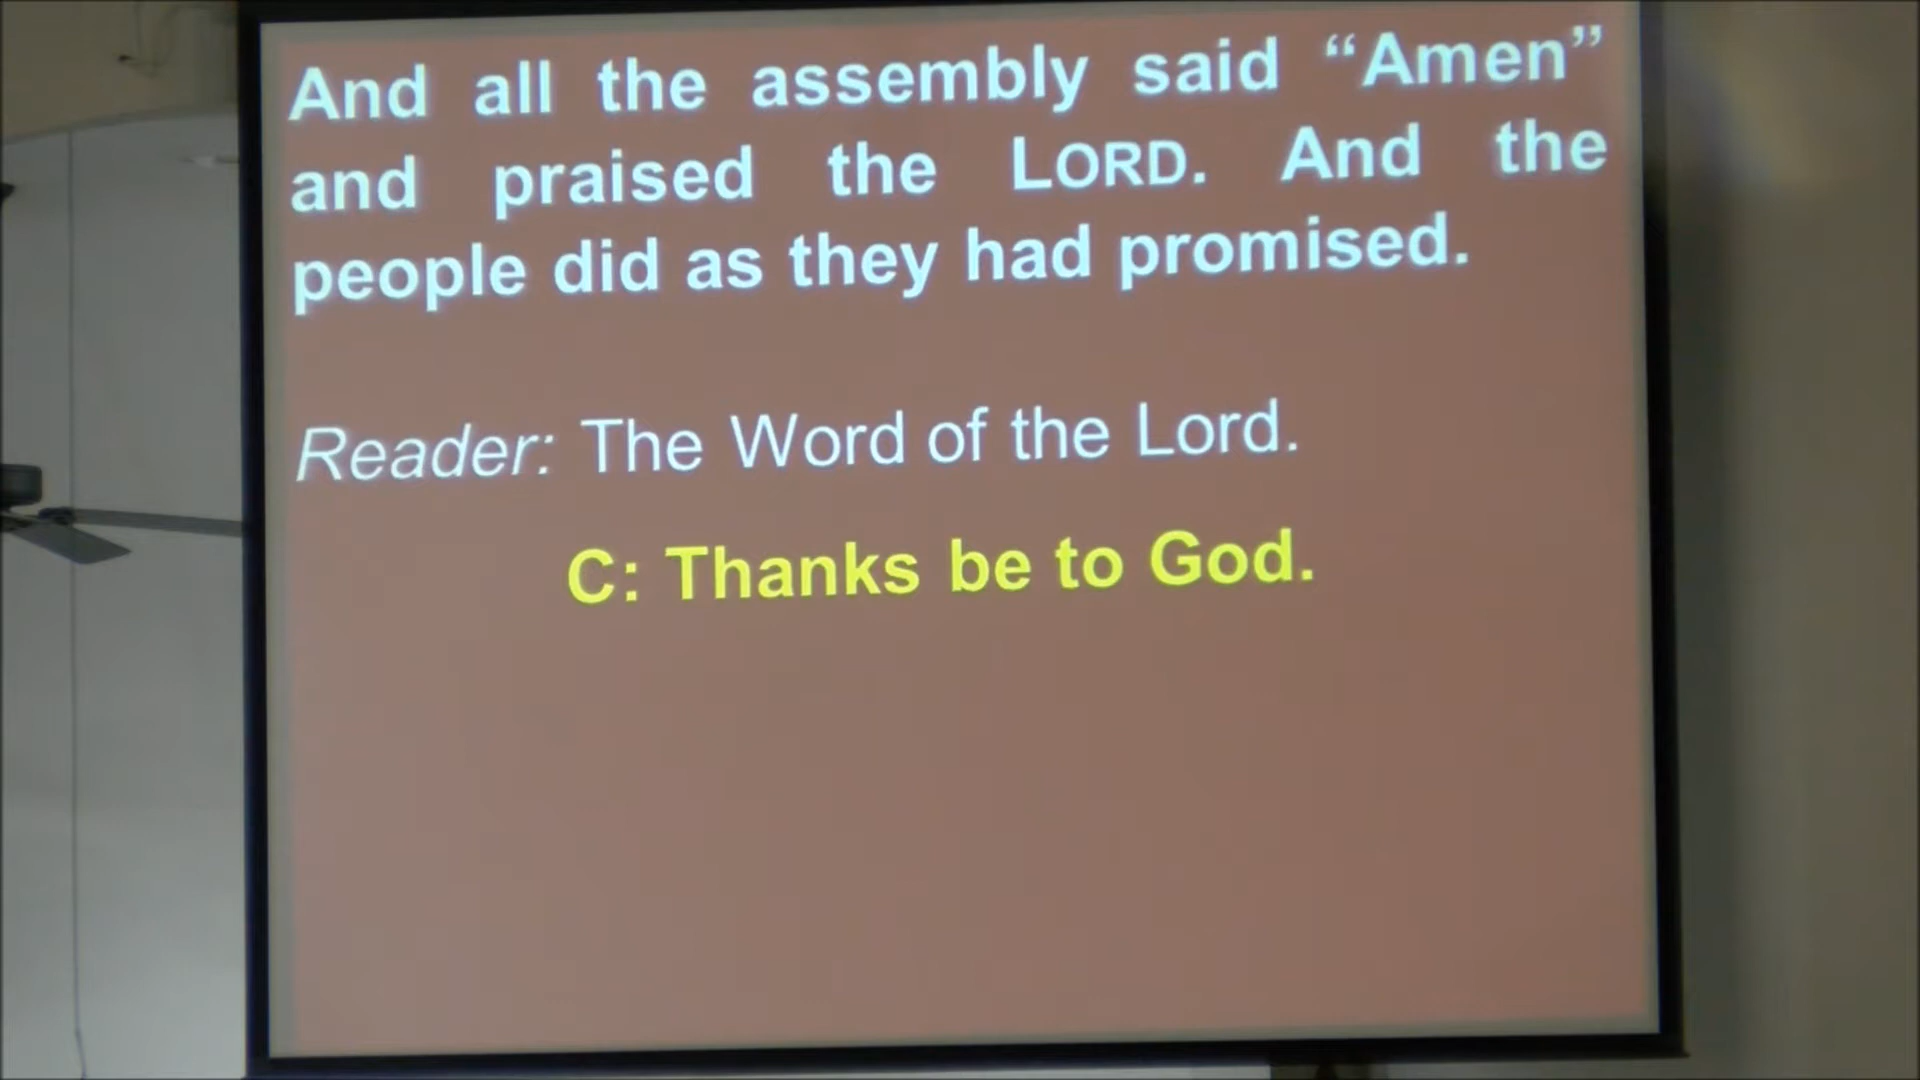 And all the assembly said “Amen”
and praised the LORD. And the
people did as they had promised.
Reader: The Word of the Lord.
C: Thanks be to God.